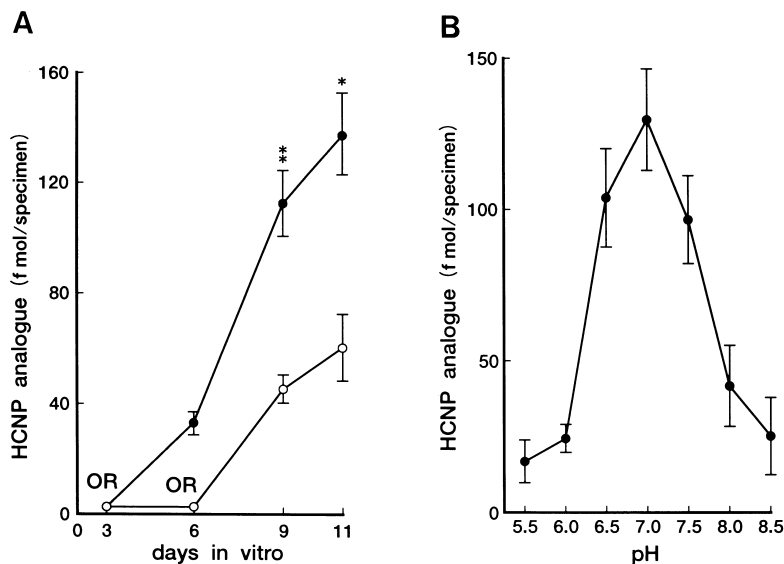 A
HCNP analogue (f mol/specimen)
160
120
80
40
0
OR
OR
*
**
0 3 6 9 11
days in vitro
B
HCNP analogue (f mol/specimen)
150
100
50
0
5.5 6.0 6.5 7.0 7.5 8.0 8.5
pH